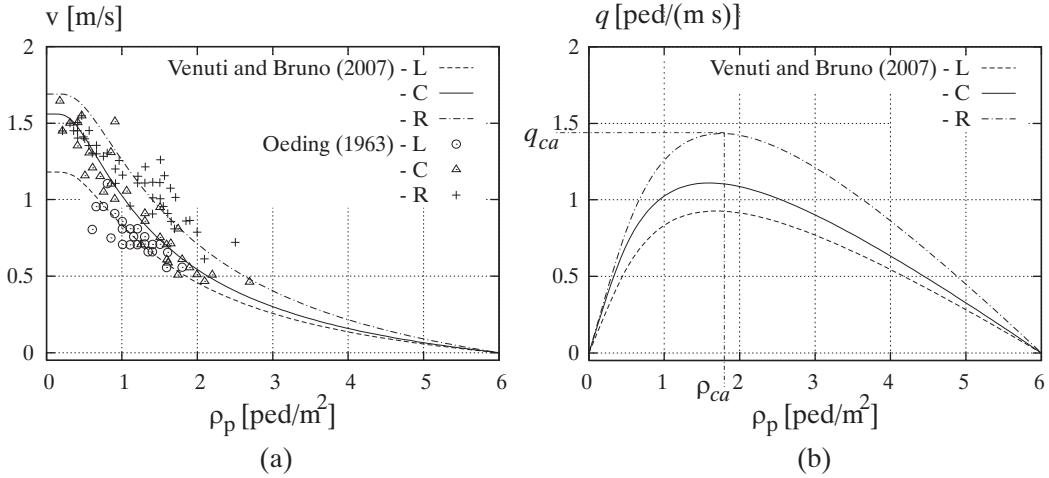 v [m/s]
2
1.5
1
0.5
0
0 1 2 3 4 5 6
Venuti and Bruno (2007) - L
- C
- R
Oeding (1963) - L
- C
- R
ρp [ped/m²]
(a)
q [ped/(m s)]
2
1.5
1
0.5
0
qca
0 1 2 3 4 5 6
ρca
Venuti and Bruno (2007) - L
- C
- R
ρp [ped/m²]
(b)